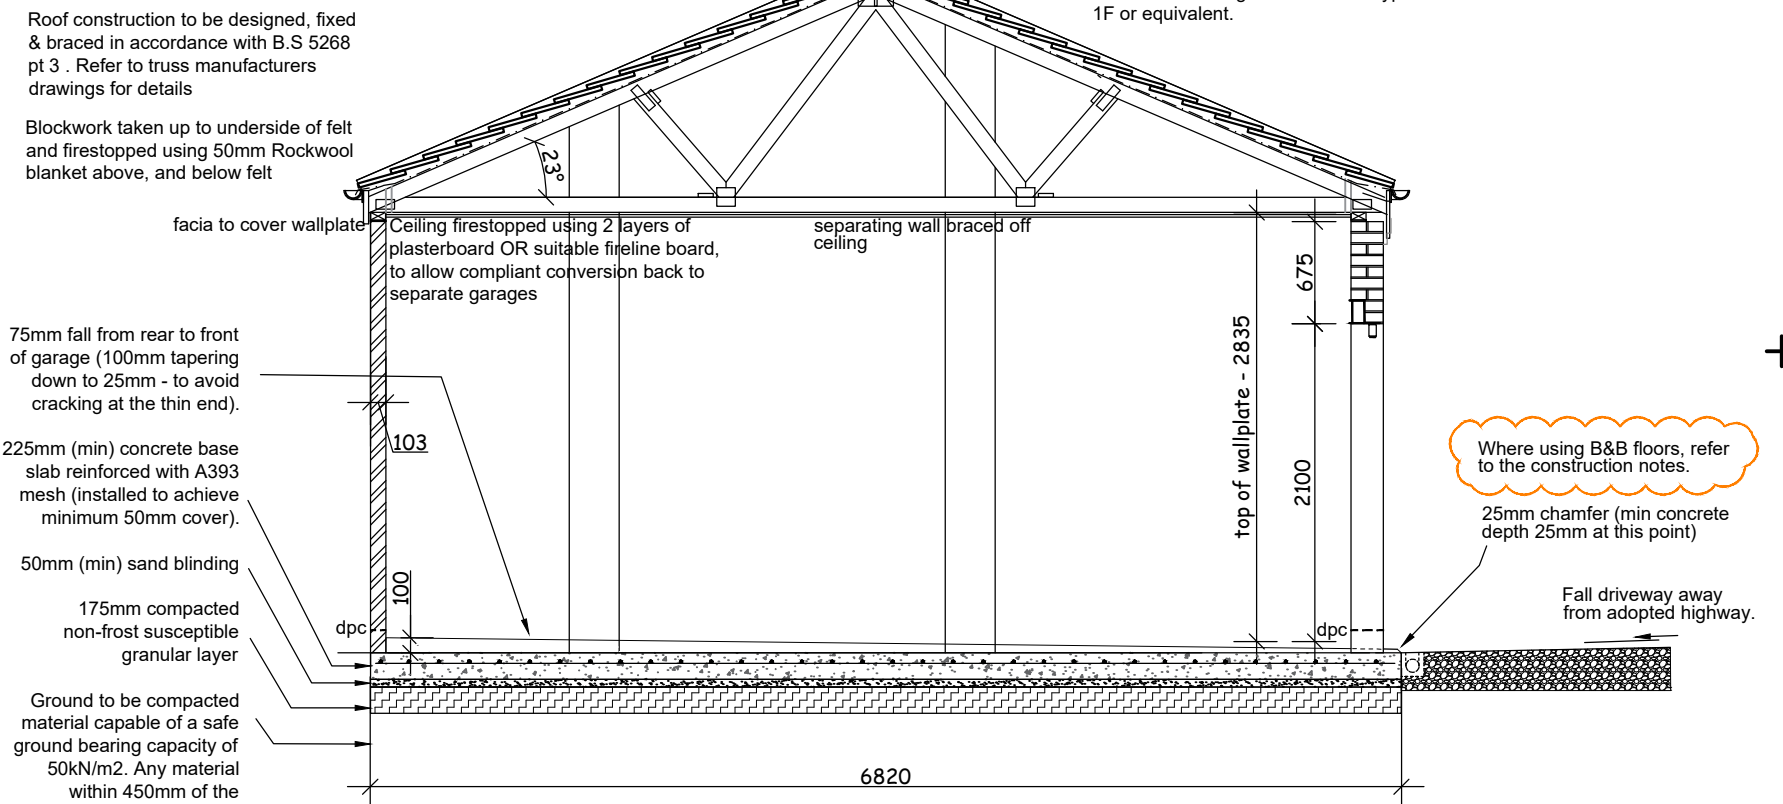 Roof construction to be designed, fixed
& braced in accordance with B.S 5268
pt 3 . Refer to truss manufacturers
drawings for details
Blockwork taken up to underside of felt
and firestopped using 50mm Rockwool
blanket above, and below felt
facia to cover wallplate
1F or equivalent.
23°
Ceiling firestopped using 2 layers of
plasterboard OR suitable fireline board,
to allow compliant conversion back to
separate garages
separating wall braced off
ceiling
75mm fall from rear to front
of garage (100mm tapering
down to 25mm - to avoid
cracking at the thin end).
103
225mm (min) concrete base
slab reinforced with A393
mesh (installed to achieve
minimum 50mm cover).
50mm (min) sand blinding
175mm compacted
non-frost susceptible
granular layer
Ground to be compacted
material capable of a safe
ground bearing capacity of
50kN/m2. Any material
within 450mm of the
100
dpc
675
top of wallplate - 2835
2100
dpc
Where using B&B floors, refer
to the construction notes.
25mm chamfer (min concrete
depth 25mm at this point)
Fall driveway away
from adopted highway.
6820